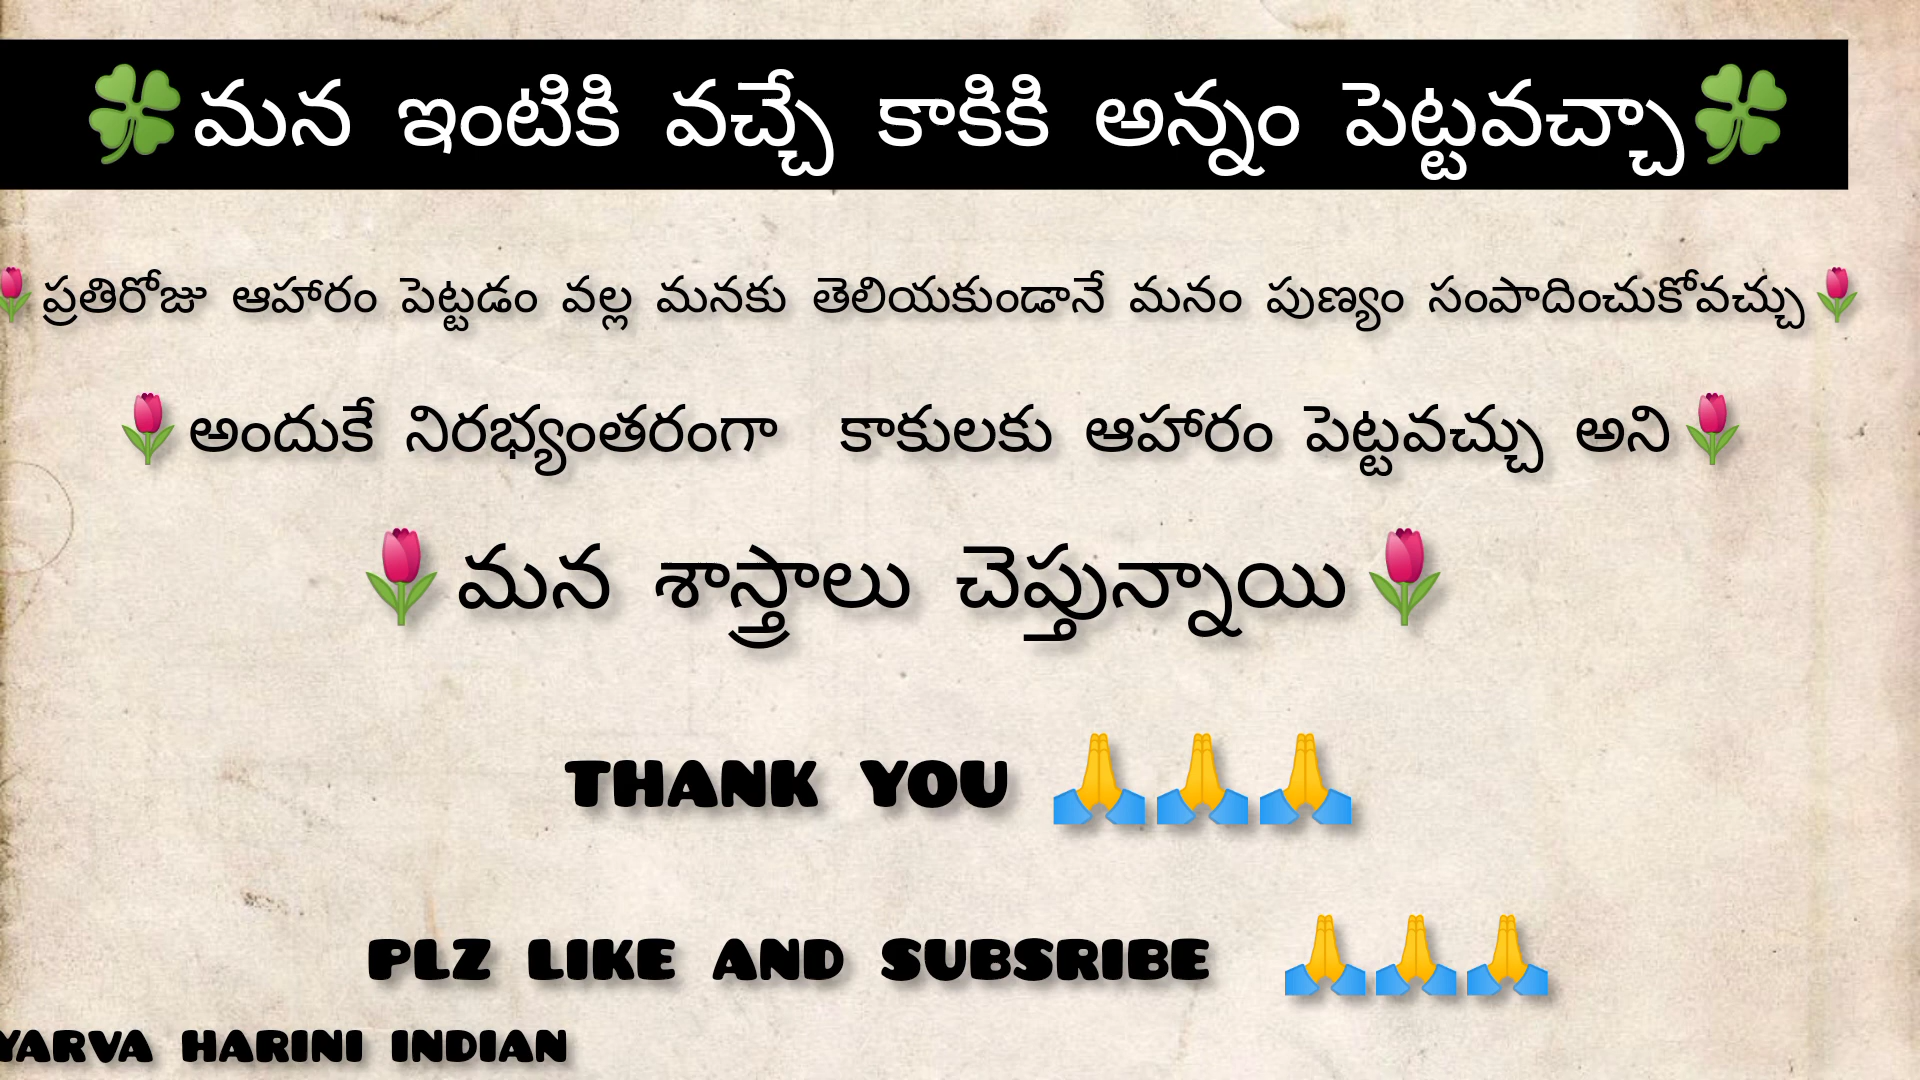 🍀మన ఇంటికి వచ్చే కాకికి అన్నం పెట్టవచ్చా🍀
🌷ప్రతిరోజు ఆహారం పెట్టడం వల్ల మనకు తెలియకుండానే మనం పుణ్యం సంపాదించుకోవచ్చు🌷
🌷అందుకే నిరభ్యంతరంగా కాకులకు ఆహారం పెట్టవచ్చు అని🌷
🌷మన శాస్త్రాలు చెప్తున్నాయి🌷
THANK YOU 🙏🙏🙏
PLZ LIKE AND SUBSRIBE 🙏🙏🙏
YARVA HARINI INDIAN